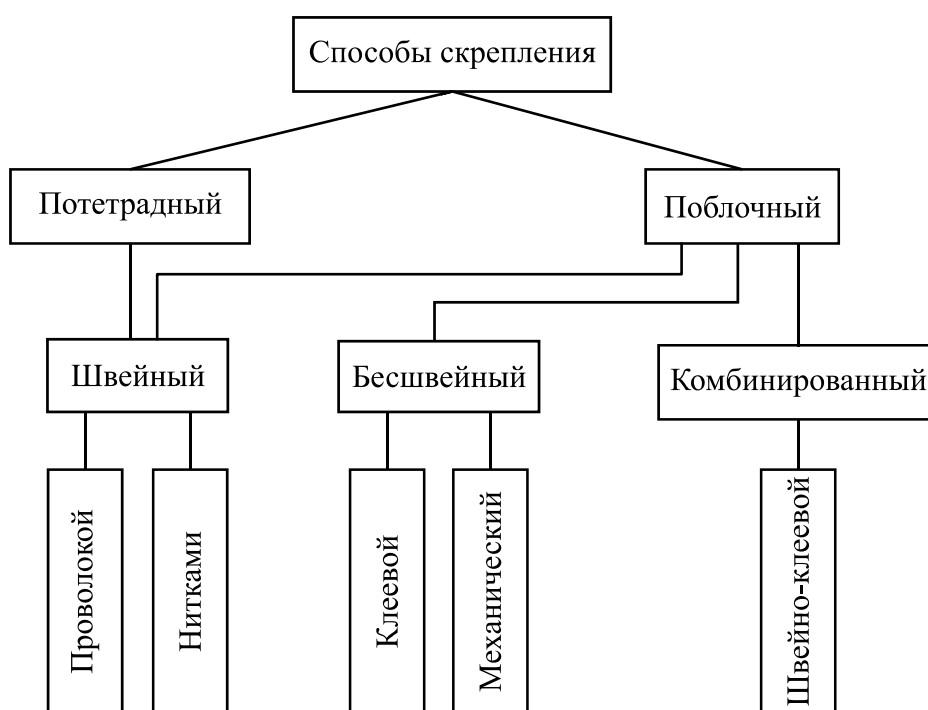 Способы скрепления
Потетрадный
Поблочный
Швейный
Бесшвейный
Комбинированный
Проволокой
Нитками
Клеевой
Механический
Швейно-клеевой